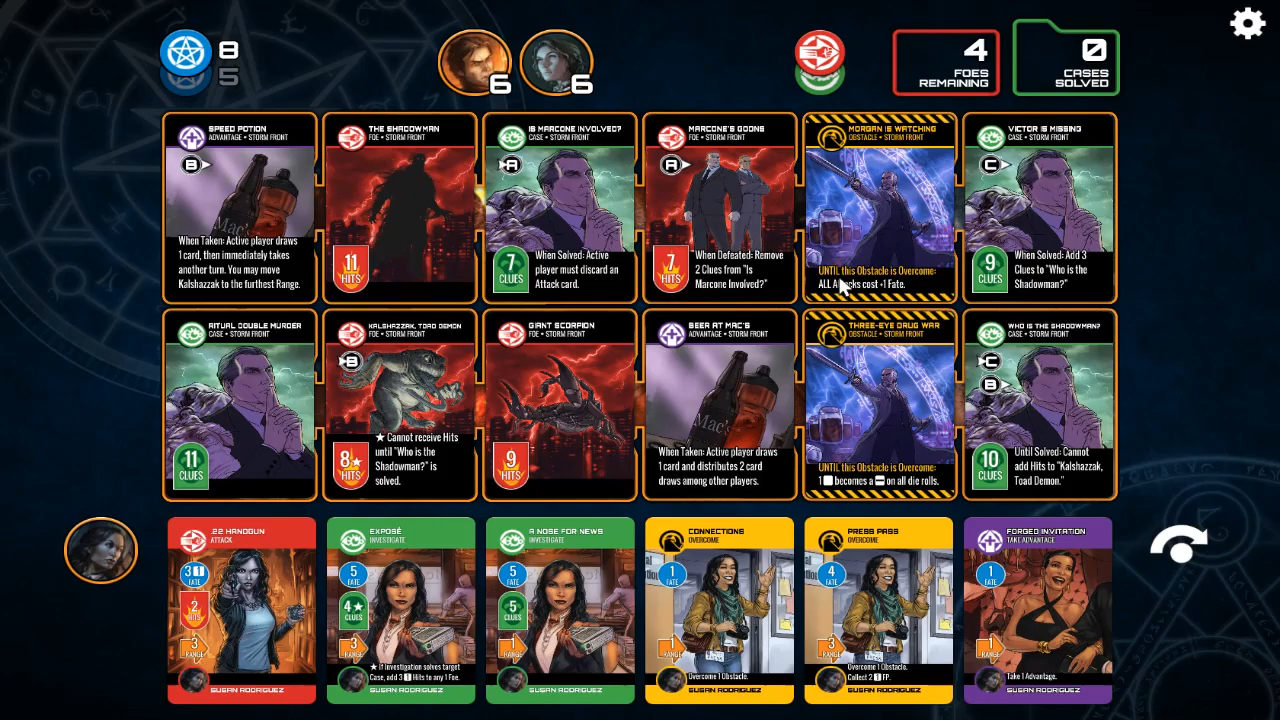 8
5
6
6
4
FOES
REMAINING
0
CASES
SOLVED
SPEED POTION
ADVANTAGE • STORM FRONT
B
When Taken: Active player draws
1 card, then immediately takes
another turn. You may move
Kalshazzak to the furthest Range.
THE SHADOWMAN
FOE • STORM FRONT
11
HITS
IS MARCONE INVOLVED?
CASE • STORM FRONT
A
7
CLUES
When Solved: Active
player must discard an
Attack card.
MARCONE'S GOONS
FOE • STORM FRONT
A
7
HITS
When Defeated: Remove
2 Clues from "Is
Marcone Involved?"
MORGAN IS WATCHING
OBSTACLE • STORM FRONT
UNTIL this Obstacle is Overcome:
ALL cost +1 Fate.
VICTOR IS MISSING
CASE • STORM FRONT
C
9
CLUES
When Solved: Add 3
Clues to "Who is the
Shadowman?"
RITUAL DOUBLE MURDER
CASE • STORM FRONT
11
CLUES
KALSHAZZAK, TOAD DEMON
FOE • STORM FRONT
B
8★
HITS
★ Cannot receive Hits
until "Who is the
Shadowman?" is
solved.
GIANT SCORPION
FOE • STORM FRONT
9
HITS
BEER AT MAC'S
ADVANTAGE • STORM FRONT
Mac's
When Taken: Active player draws
1 card and distributes 2 card
draws among other players.
THREE-EYE DRUG WAR
OBSTACLE • STORM FRONT
UNTIL this Obstacle is Overcome:
1 becomes a on all die rolls.
WHO IS THE SHADOWMAN?
CASE • STORM FRONT
C
B
10
CLUES
Until Solved: Cannot
add Hits to "Kalshazzak,
Toad Demon."
.22 HANDGUN
ATTACK
3
FATE
2
HITS
3
RANGE
SUSAN RODRIGUEZ
EXPOSÉ
INVESTIGATE
5
FATE
4★
CLUES
3
RANGE
★ If Investigation solves target
Case, add 3 Hits to any 1 Foe.
SUSAN RODRIGUEZ
A NOSE FOR NEWS
INVESTIGATE
5
FATE
5
CLUES
1
RANGE
SUSAN RODRIGUEZ
CONNECTIONS
OVERCOME
1
FATE
1
RANGE
Overcome 1 Obstacle.
SUSAN RODRIGUEZ
PRESS PASS
OVERCOME
4
FATE
3
RANGE
Overcome 1 Obstacle.
Collect 2 FP.
SUSAN RODRIGUEZ
FORGED INVITATION
TAKE ADVANTAGE
1
FATE
1
RANGE
Take 1 Advantage.
SUSAN RODRIGUEZ